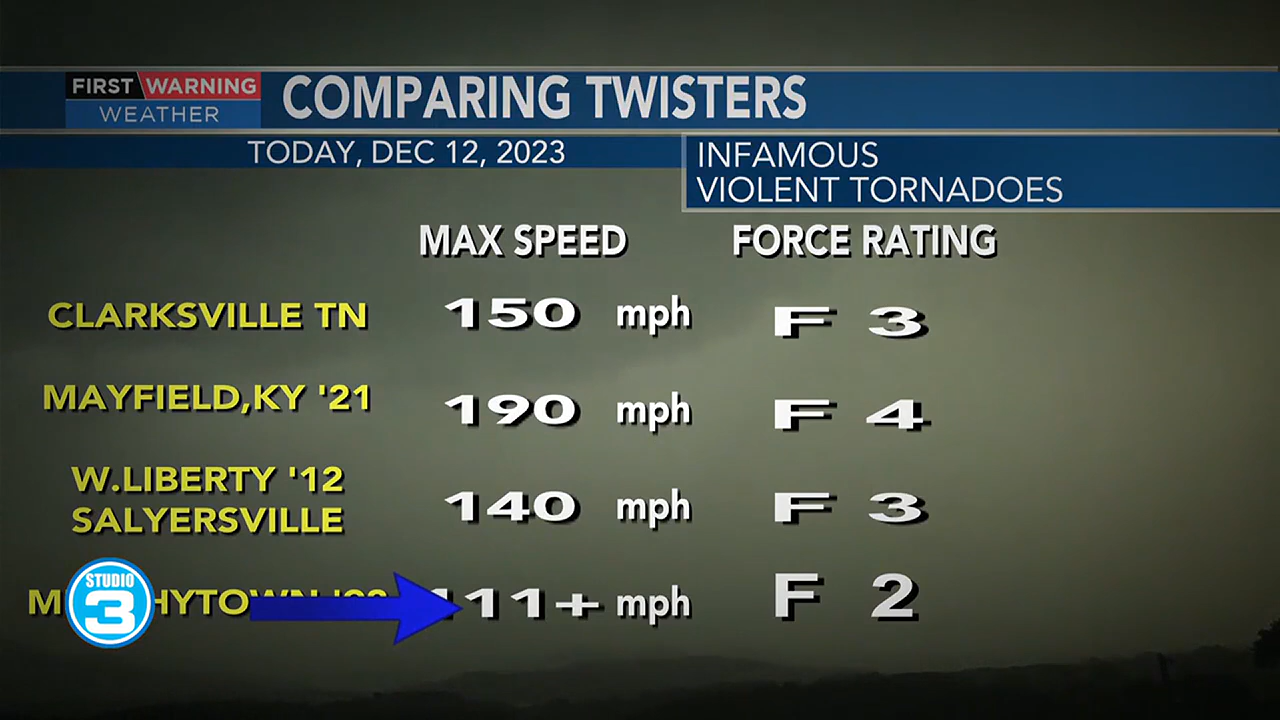 FIRST WARNING
WEATHER
COMPARING TWISTERS
TODAY, DEC 12, 2023
INFAMOUS
VIOLENT TORNADOES
MAX SPEED FORCE RATING
CLARKSVILLE TN 150 mph F 3
MAYFIELD,KY '21 190 mph F 4
W.LIBERTY '12
SALYERSVILLE 140 mph F 3
111+ mph F 2
STUDIO
3